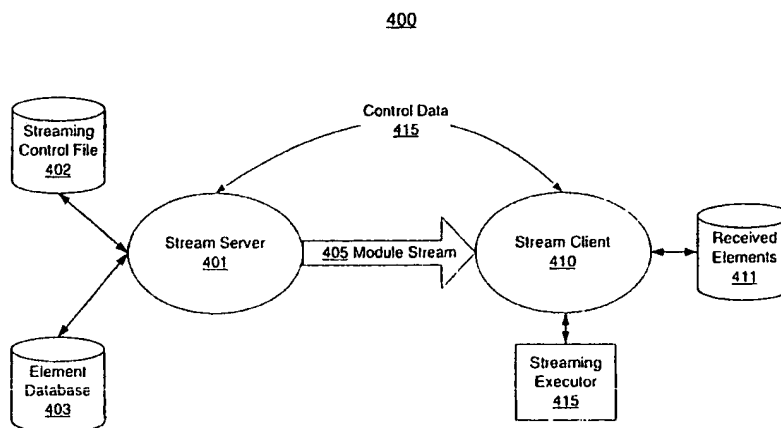 400
Control Data
415
Streaming
Control File
402
Stream Server
401
405 Module Stream
Stream Client
410
Received
Elements
411
Element
Database
403
Streaming
Executor
415